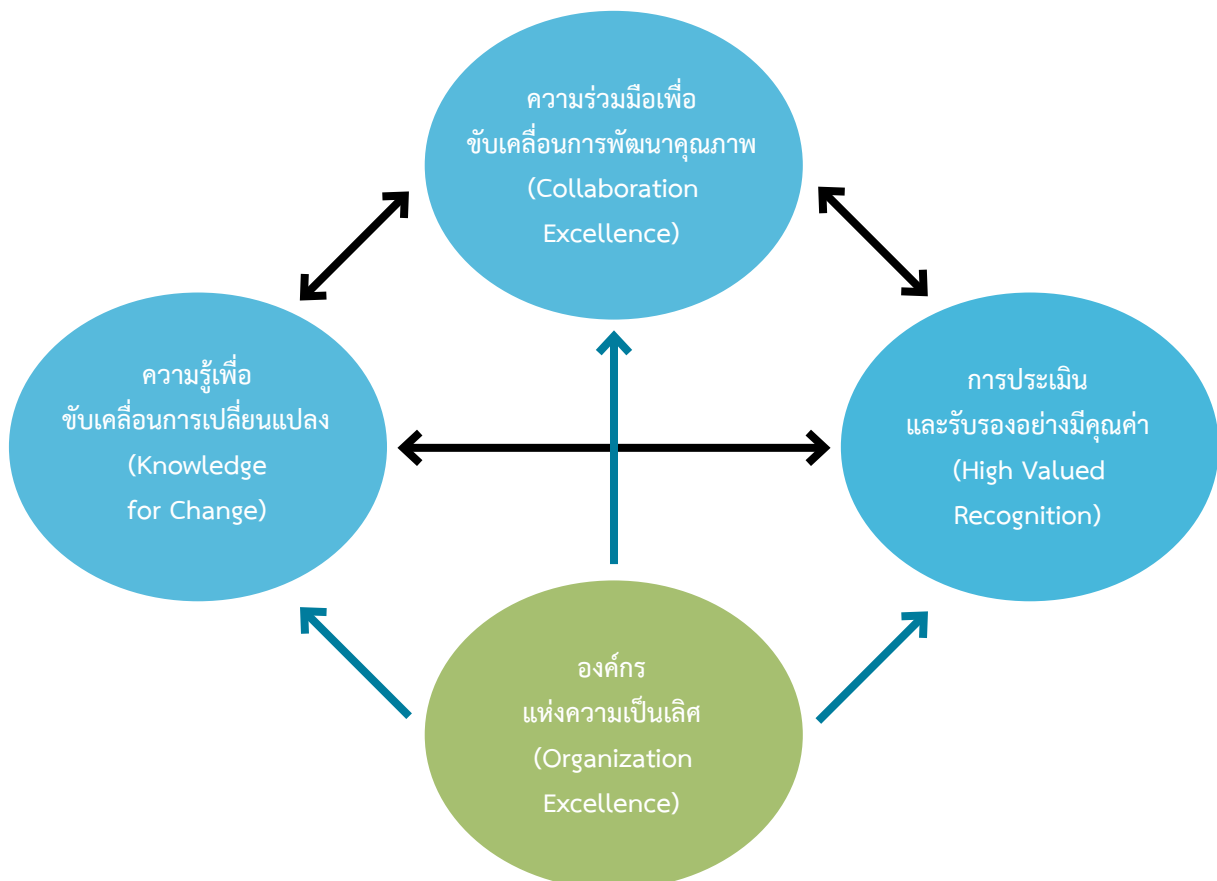 ความร่วมมือเพื่อ
ขับเคลื่อนการพัฒนาคุณภาพ
(Collaboration
Excellence)
ความรู้เพื่อ
ขับเคลื่อนการเปลี่ยนแปลง
(Knowledge
for Change)
การประเมิน
และรับรองอย่างมีคุณค่า
(High Valued
Recognition)
องค์กร
แห่งความเป็นเลิศ
(Organization
Excellence)